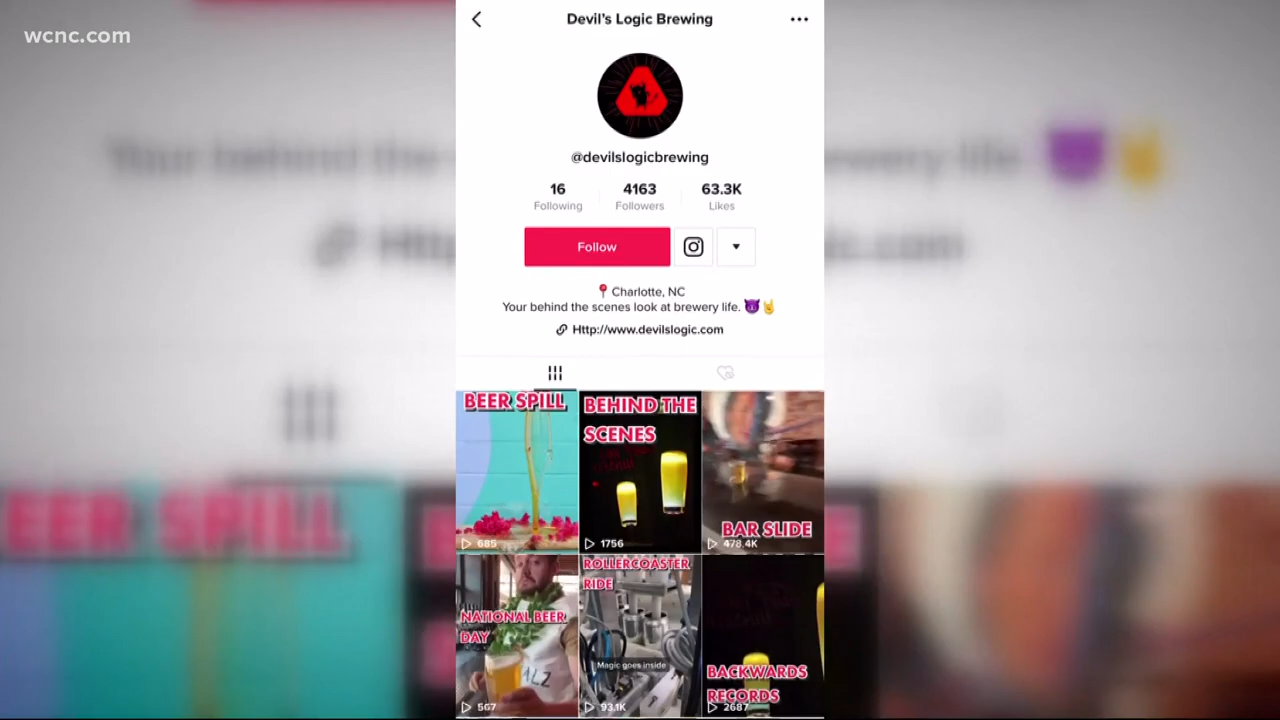 wcnc.com
Devil's Logic Brewing
@devilslogicbrewing
16
4163
63.3K
Following
Followers
Likes
Follow
Charlotte, NC
Your behind the scenes look at brewery life. 😈🤘
Http://www.devilslogic.com
BEER SPILL
685
BEHIND THE
SCENES
1756
BAR SLIDE
478.4K
NATIONAL BEER
DAY
ALZ
567
ROLLERCOASTER
RIDE
Magic goes inside
93.1K
BACKWARDS
RECORDS
2687